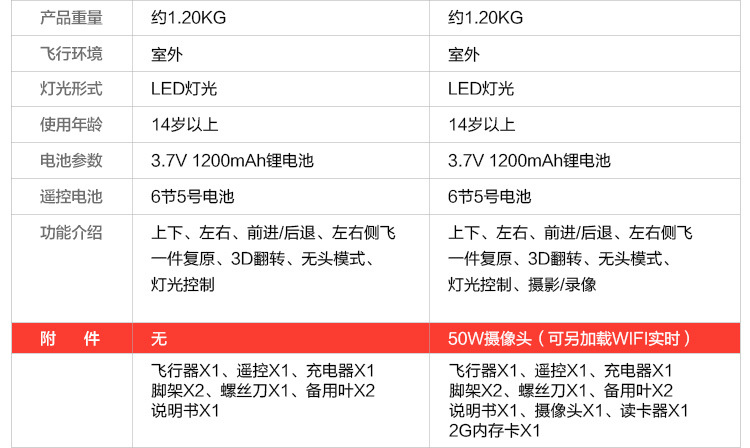 产品重量 约1.20KG 约1.20KG
飞行环境 室外 室外
灯光形式 LED灯光 LED灯光
使用年龄 14岁以上 14岁以上
电池参数 3.7V 1200mAh锂电池 3.7V 1200mAh锂电池
遥控电池 6节5号电池 6节5号电池
功能介绍 上下、左右、前进/后退、左右侧飞 上下、左右、前进/后退、左右侧飞
一件复原、3D翻转、无头模式、 一件复原、3D翻转、无头模式、
灯光控制 灯光控制、摄影/录像
附 件 无 50W摄像头（可另加载WIFI实时）
飞行器X1、遥控X1、充电器X1 飞行器X1、遥控X1、充电器X1
脚架X2、螺丝刀X1、备用叶X2 脚架X2、螺丝刀X1、备用叶X2
说明书X1 说明书X1、摄像头X1、读卡器X1
2G内存卡X1